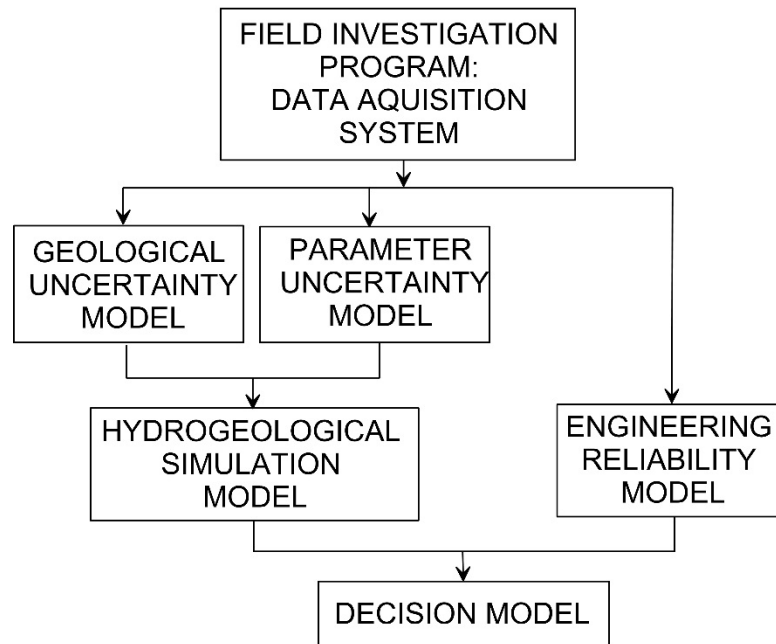 FIELD INVESTIGATION
PROGRAM:
DATA AQUISITION
SYSTEM
GEOLOGICAL
UNCERTAINTY
MODEL
PARAMETER
UNCERTAINTY
MODEL
HYDROGEOLOGICAL
SIMULATION
MODEL
ENGINEERING
RELIABILITY
MODEL
DECISION MODEL